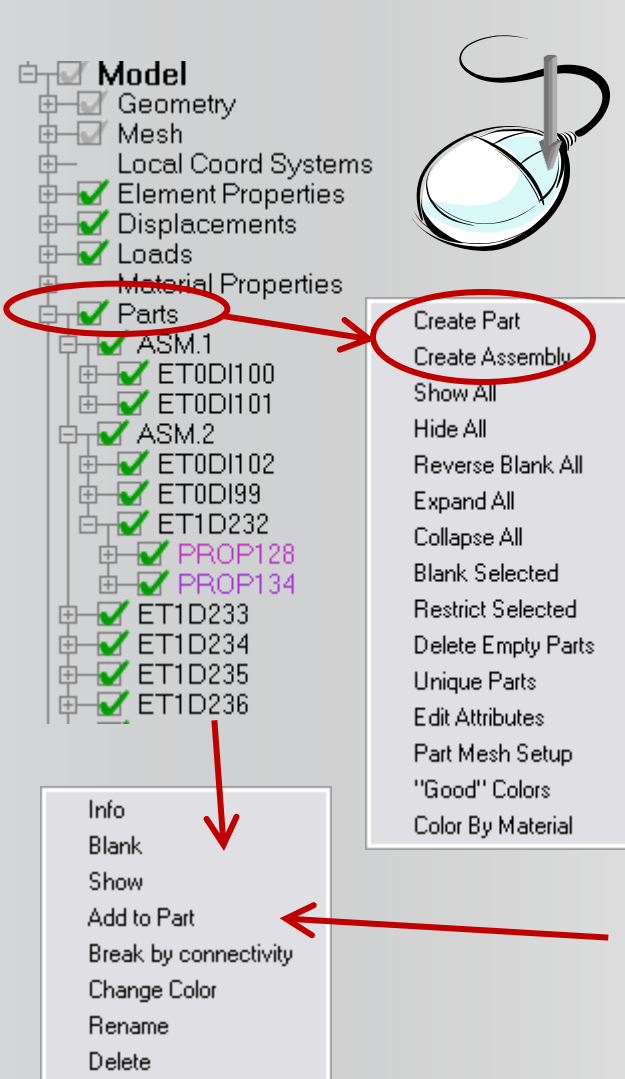 Model
Geometry
Mesh
Local Coord Systems
Element Properties
Displacements
Loads
Material Properties
Parts
ASM.1
ET0DI100
ET0DI101
ASM.2
ET0DI102
ET0DI99
ET1D232
PROP128
PROP134
ET1D233
ET1D234
ET1D235
ET1D236
Create Part
Create Assembly
Show All
Hide All
Reverse Blank All
Expand All
Collapse All
Blank Selected
Restrict Selected
Delete Empty Parts
Unique Parts
Edit Attributes
Part Mesh Setup
"Good" Colors
Color By Material
Info
Blank
Show
Add to Part
Break by connectivity
Change Color
Rename
Delete